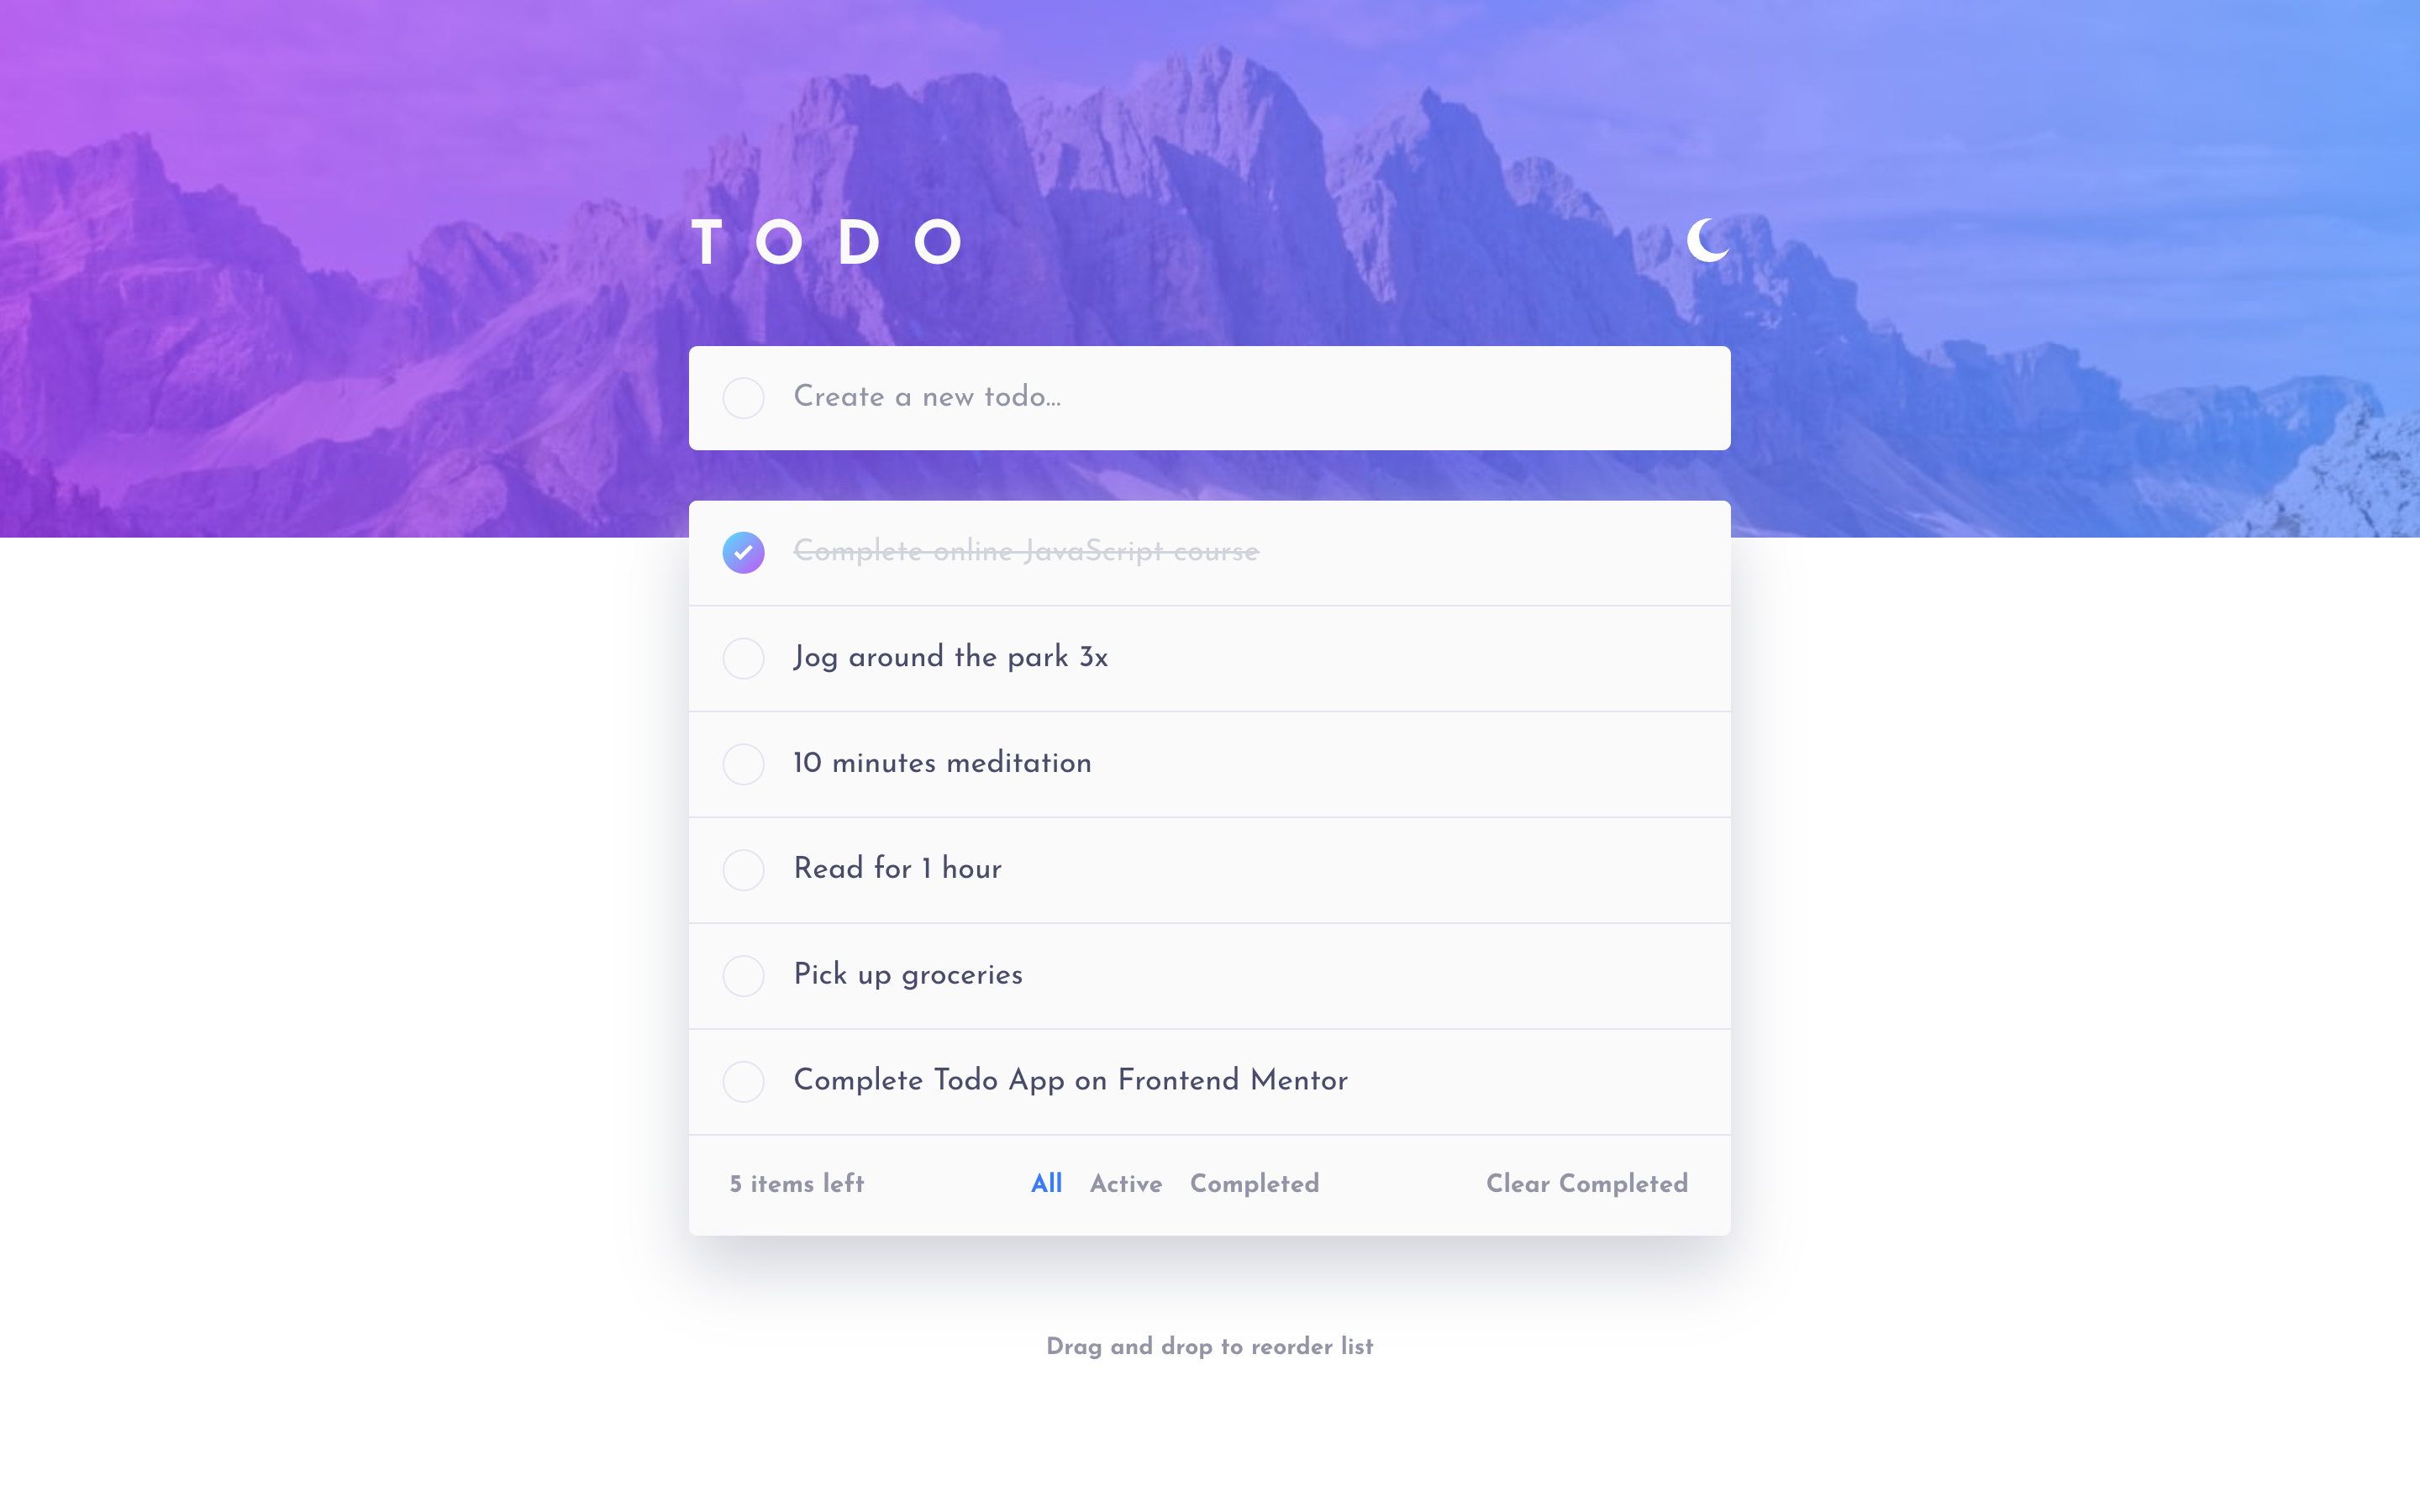 TODO
Create a new todo...
Complete online JavaScript course
Jog around the park 3x
10 minutes meditation
Read for 1 hour
Pick up groceries
Complete Todo App on Frontend Mentor
5 items left All Active Completed Clear Completed
Drag and drop to reorder list